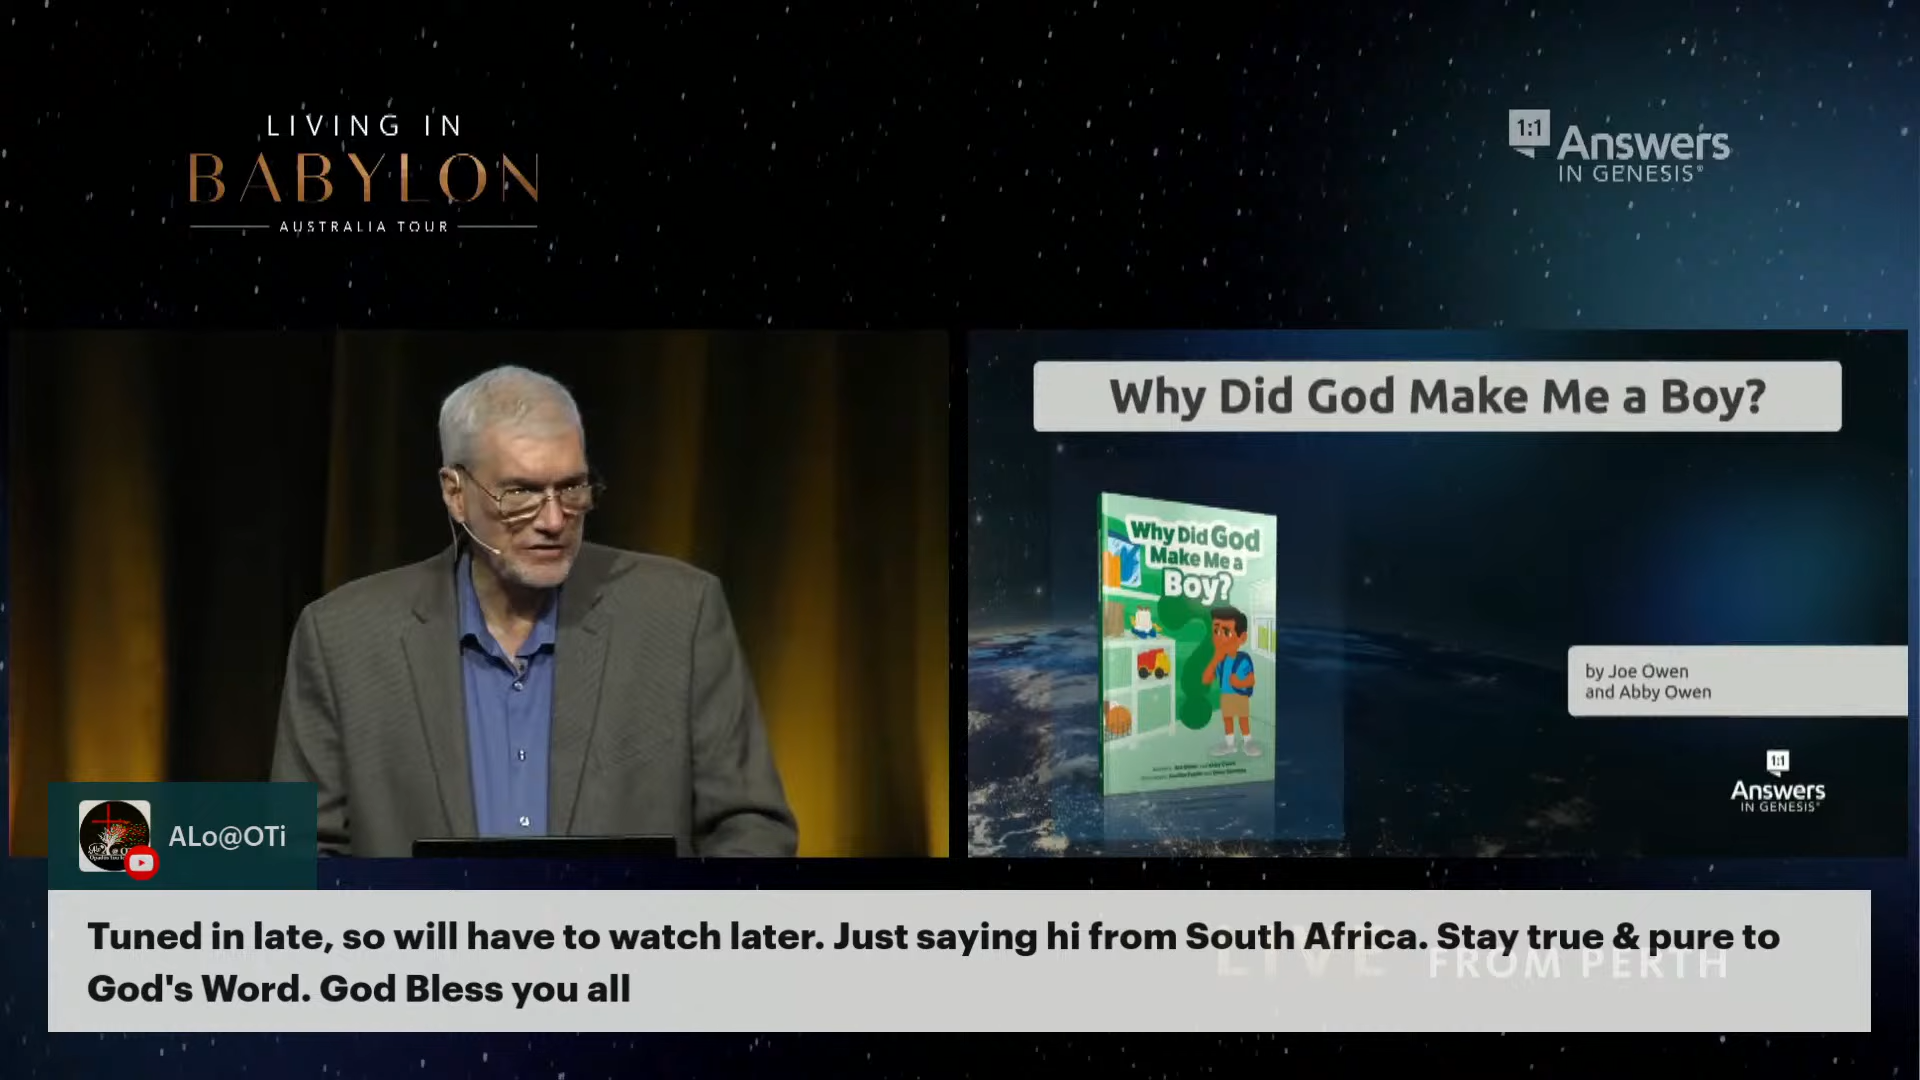 LIVING IN
BABYLON
AUSTRALIA TOUR
1:1
Answers
IN GENESIS®
Why Did God Make Me a Boy?
Why Did God
Make Me a
Boy?
by Joe Owen
and Abby Owen
1:1
Answers
IN GENESIS®
ALo@OTi
Tuned in late, so will have to watch later. Just saying hi from South Africa. Stay true & pure to
God's Word. God Bless you all
LIVE FROM PERTH